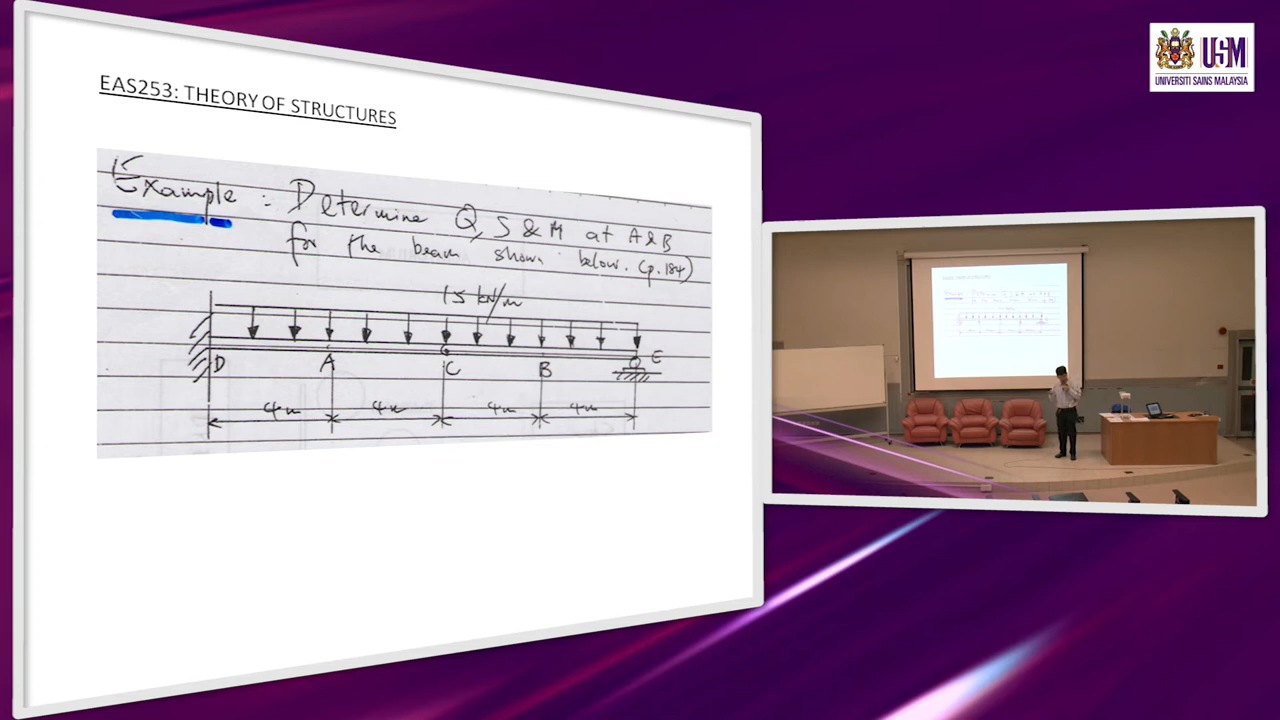 USM
UNIVERSITI SAINS MALAYSIA
EAS253: THEORY OF STRUCTURES
Example : Determine Q, S & M at A & B
for the beam shown below. (p.184)
15 kN/m
D A C B E
4m 4m 4m 4m